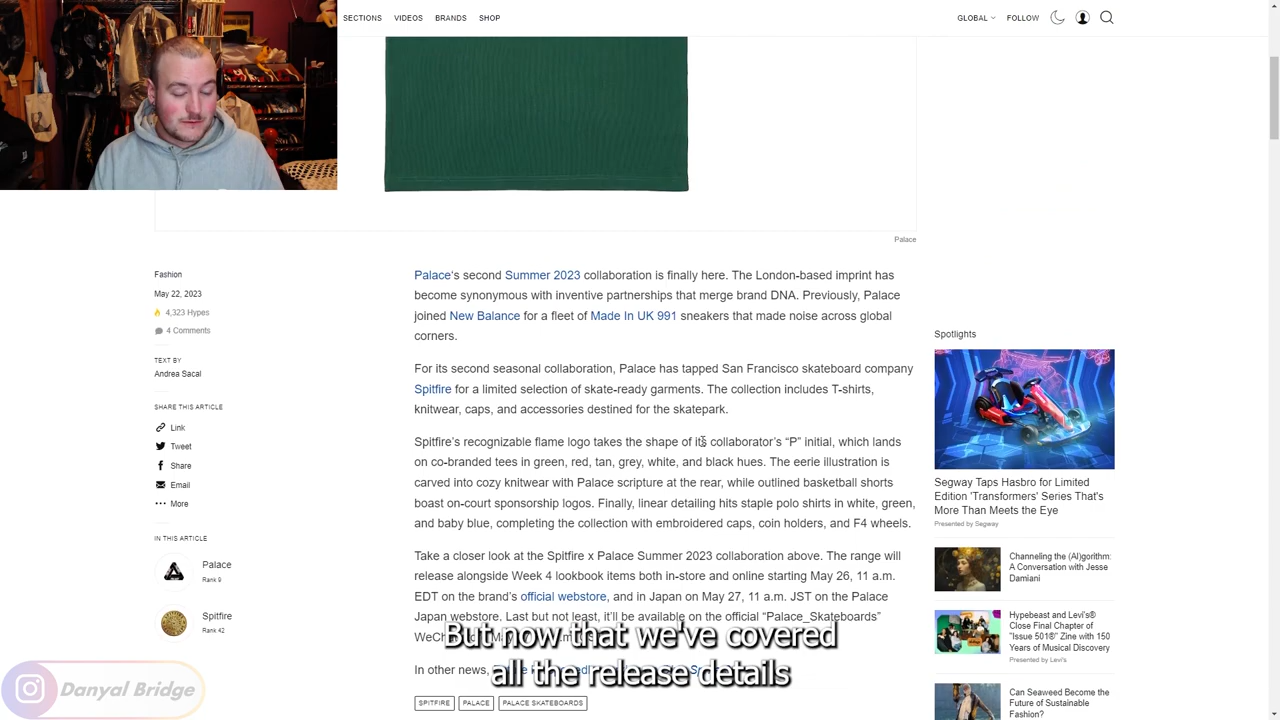 SECTIONS VIDEOS BRANDS SHOP
GLOBAL FOLLOW
Palace
Fashion
May 22, 2023
4,323 Hypes
4 Comments
TEXT BY
Andrea Sacal
SHARE THIS ARTICLE
Link
Tweet
Share
Email
More
IN THIS ARTICLE
Palace
Rank 9
Spitfire
Rank 42
Palace's second Summer 2023 collaboration is finally here. The London-based imprint has
become synonymous with inventive partnerships that merge brand DNA. Previously, Palace
joined New Balance for a fleet of Made In UK 991 sneakers that made noise across global
corners.
For its second seasonal collaboration, Palace has tapped San Francisco skateboard company
Spitfire for a limited selection of skate-ready garments. The collection includes T-shirts,
knitwear, caps, and accessories destined for the skatepark.
Spitfire's recognizable flame logo takes the shape of its collaborator's “P” initial, which lands
on co-branded tees in green, red, tan, grey, white, and black hues. The eerie illustration is
carved into cozy knitwear with Palace scripture at the rear, while outlined basketball shorts
boast on-court sponsorship logos. Finally, linear detailing hits staple polo shirts in white, green,
and baby blue, completing the collection with embroidered caps, coin holders, and F4 wheels.
Take a closer look at the Spitfire x Palace Summer 2023 collaboration above. The range will
release alongside Week 4 lookbook items both in-store and online starting May 26, 11 a.m.
EDT on the brand's official webstore, and in Japan on May 27, 11 a.m. JST on the Palace
Japan webstore. Last but not least, it'll be available on the official “Palace_Skateboards”
WeCh
In other news,
But now that we've covered
all the release details
SPITFIRE PALACE PALACE SKATEBOARDS
Spotlights
Segway Taps Hasbro for Limited
Edition 'Transformers' Series That's
More Than Meets the Eye
Presented by Segway
Channeling the (AI)gorithm:
A Conversation with Jesse
Damiani
Hypebeast and Levi's®
Close Final Chapter of
"Issue 501®" Zine with 150
Years of Musical Discovery
Presented by Levi's
Can Seaweed Become the
Future of Sustainable
Fashion?
Danyal Bridge